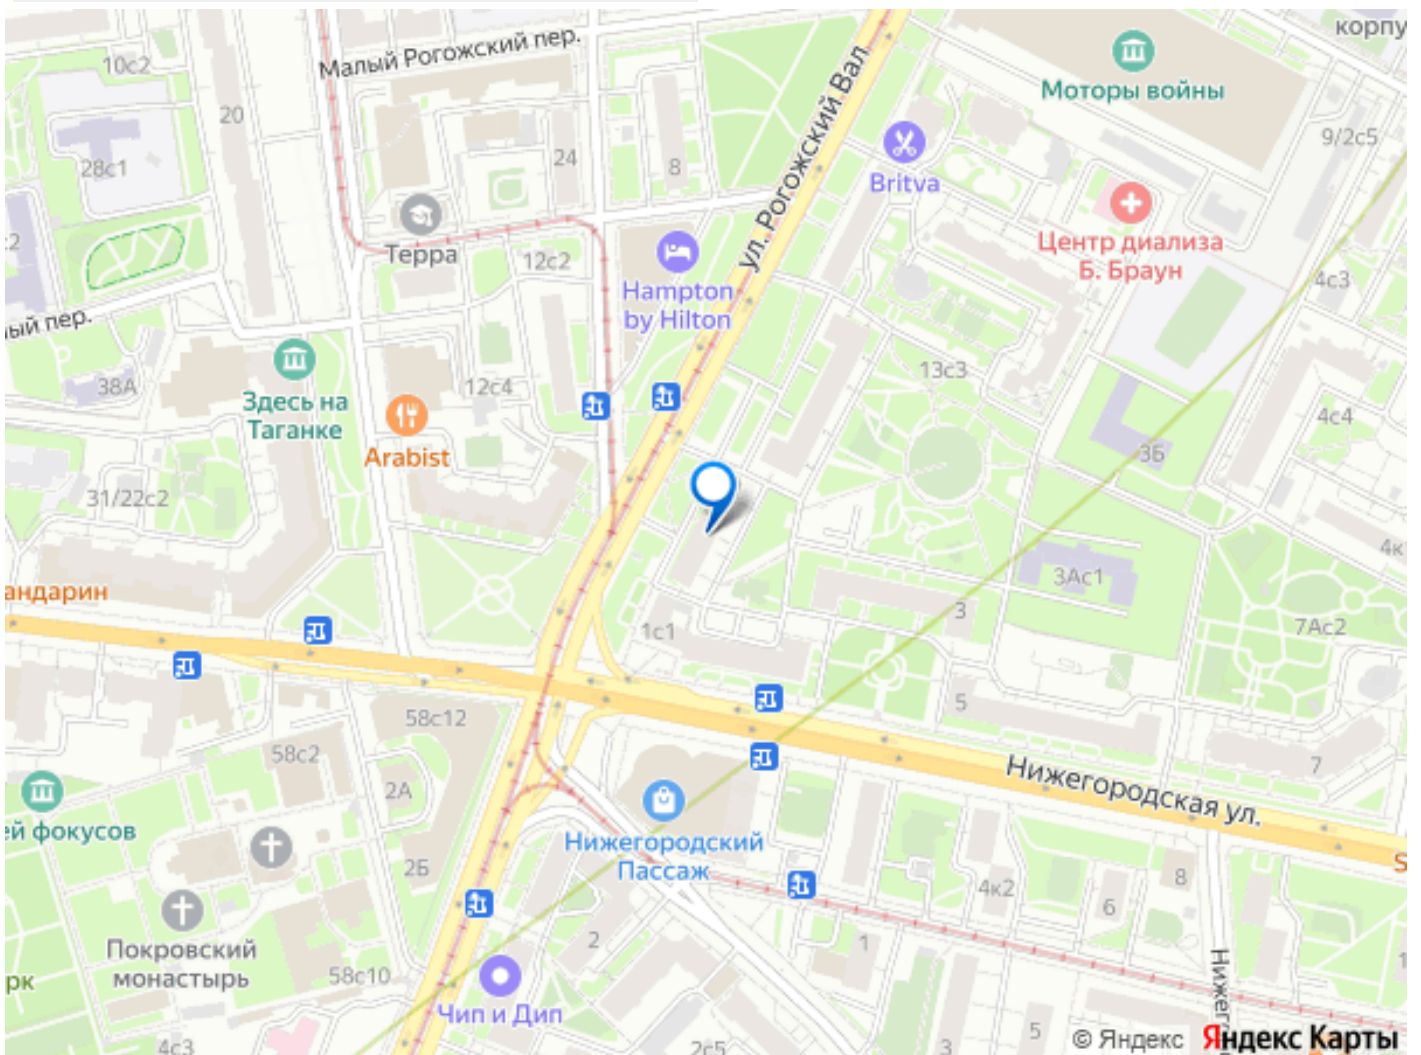 корпу
Малый Рогожский пер.
10с2
Моторы войны
20
ул. Рогожский Вал
9/2с5
28с1
24
8
Britva
Центр диализа
Б. Браун
Терра
12с2
4с3
Hampton
by Hilton
ый пер.
13с3
38А
12с4
Здесь на
Таганке
4с4
Arabist
3Б
31/22с2
4к
андарин
3Ас1
3
1с1
7Ас2
5
58с12
58с2
7
Нижегородская ул.
2А
ей фокусов
Нижегородский
Пассаж
2Б
S
8
4к2
6
Покровский
монастырь
2
1
1
58с10
рк
Чип и Дип
Нижег
5
3
4с3
2с5
© Яндекс Яндекс Карты